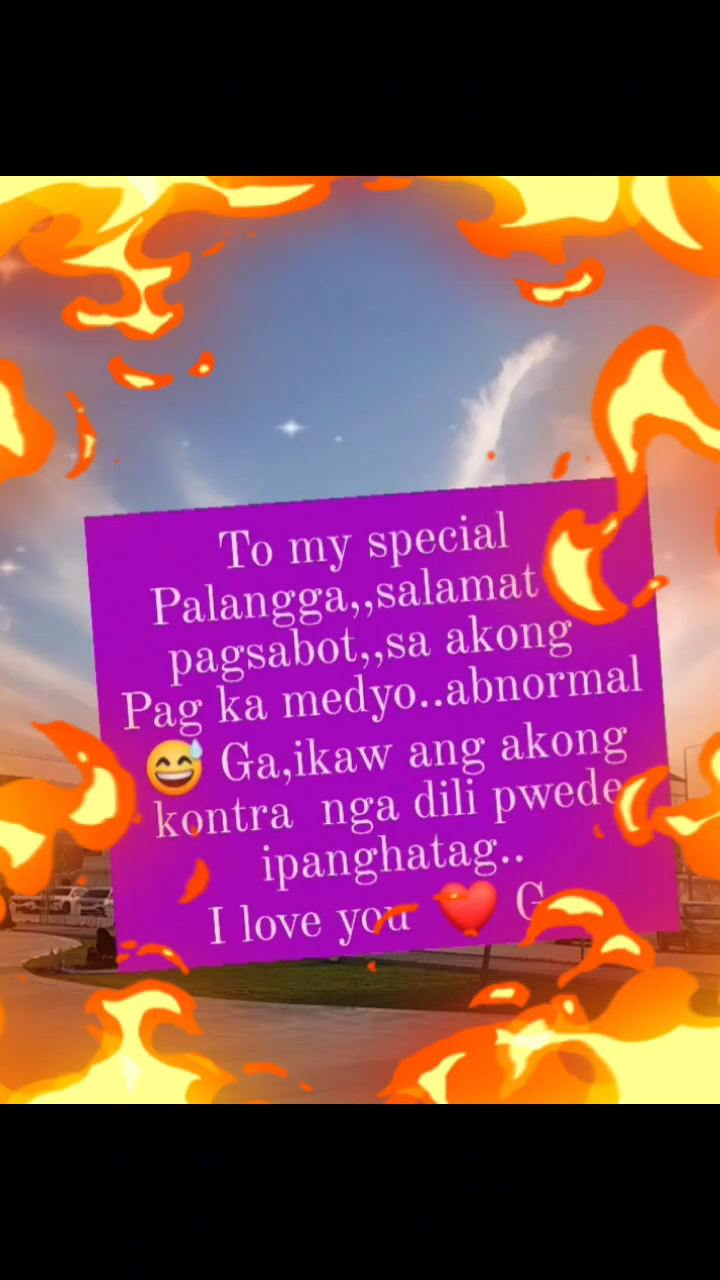 To my special
Palangga,,salamat
pagsabot,,sa akong
Pag ka medyo..abnormal
😅 Ga,ikaw ang akong
kontra nga dili pwede
ipanghatag..
I love you ❤️ G